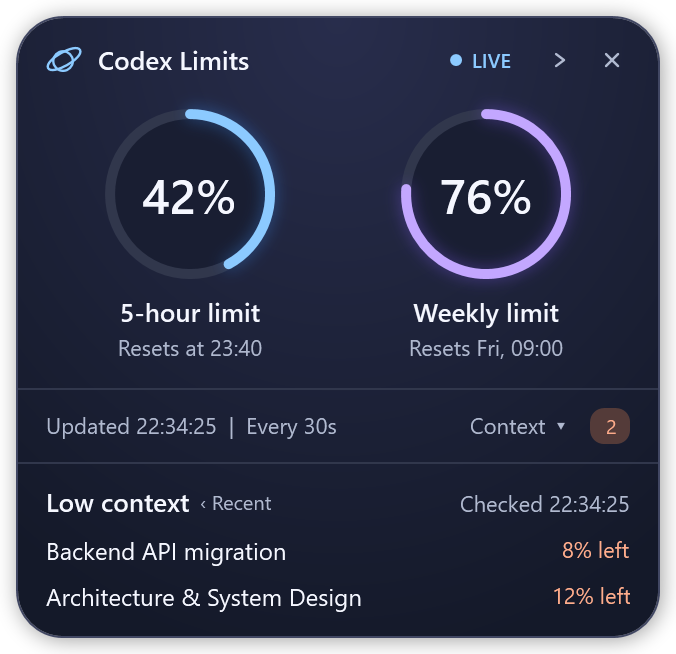 Codex Limits
LIVE
42%
76%
5-hour limit
Weekly limit
Resets at 23:40
Resets Fri, 09:00
Updated 22:34:25 | Every 30s
Context ▾
2
Low context ‹ Recent
Checked 22:34:25
Backend API migration
8% left
Architecture & System Design
12% left